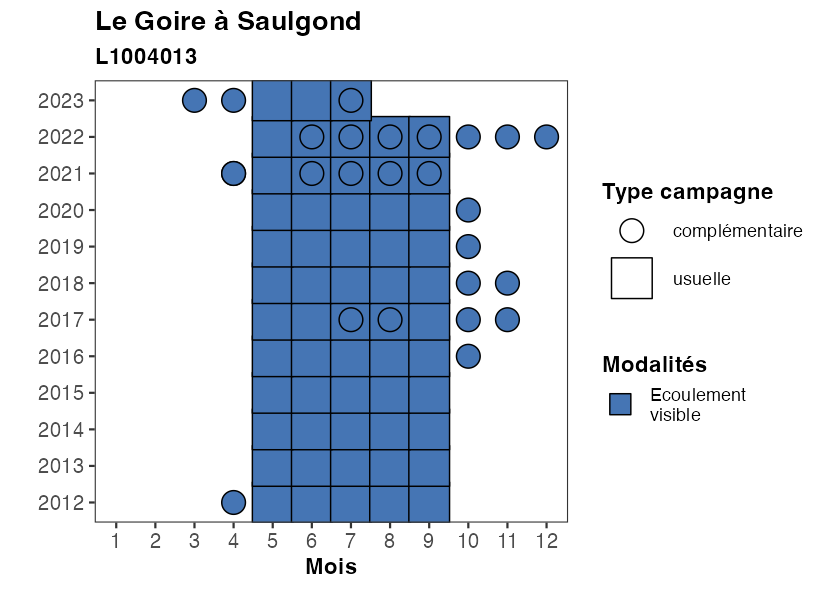 Le Goire à Saulgond
L1004013
2023
2022
2021
2020
2019
2018
2017
2016
2015
2014
2013
2012
1 2 3 4 5 6 7 8 9 10 11 12
Mois
Type campagne
complémentaire
usuelle
Modalités
Ecoulement
visible